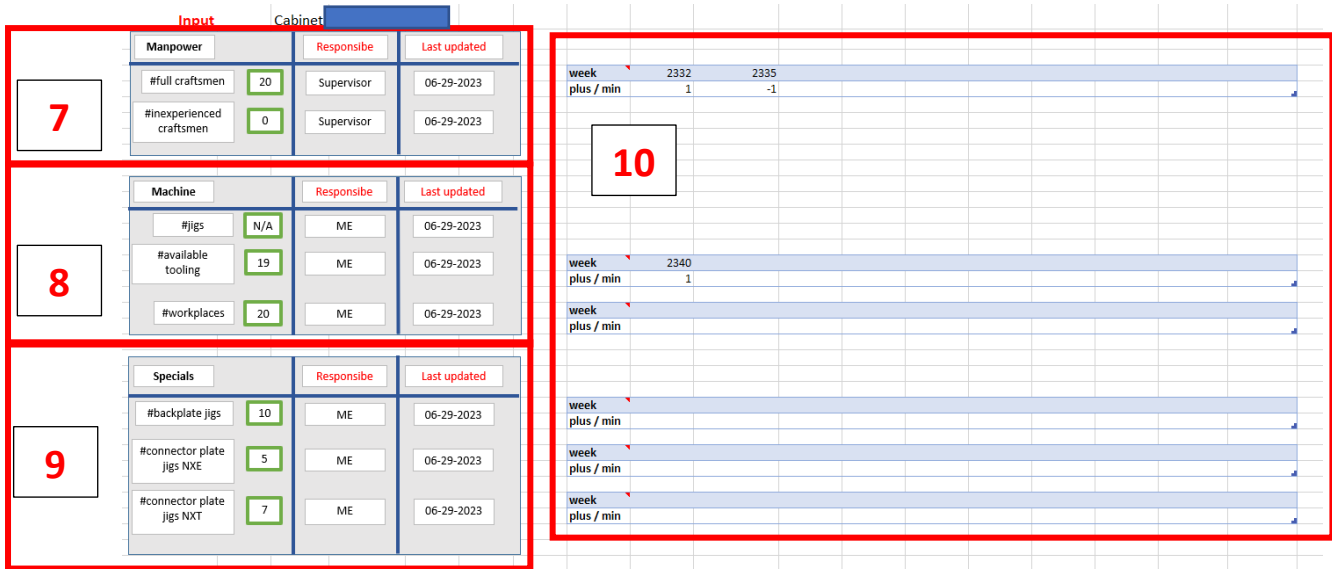 Input Cabinet
Manpower Responsibe Last updated
#full craftsmen 20 Supervisor 06-29-2023
#inexperienced
craftsmen 0 Supervisor 06-29-2023
7
Machine Responsibe Last updated
#jigs N/A ME 06-29-2023
#available
tooling 19 ME 06-29-2023
#workplaces 20 ME 06-29-2023
8
Specials Responsibe Last updated
#backplate jigs 10 ME 06-29-2023
#connector plate
jigs NXE 5 ME 06-29-2023
#connector plate
jigs NXT 7 ME 06-29-2023
9
week 2332 2335
plus / min 1 -1
10
week 2340
plus / min 1
week
plus / min
week
plus / min
week
plus / min
week
plus / min